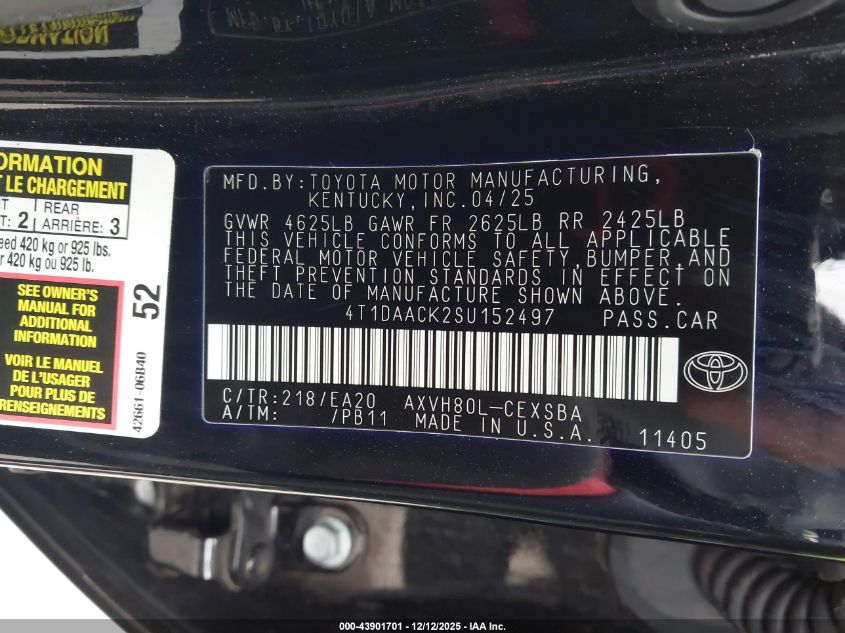 ORMATION
T LE CHARGEMENT
REAR
2 ARRIÈRE: 3
eed 420 kg or 925 lbs.
r 420 kg ou 925 lb.
SEE OWNER'S
MANUAL FOR
ADDITIONAL
INFORMATION
VOIR LE MANUEL
DE L'USAGER
POUR PLUS DE
RENSEIGNEMENTS
52
42661-06B40
MFD.BY:TOYOTA MOTOR MANUFACTURING,
KENTUCKY, INC.04/25
GVWR 4625LB GAWR FR 2625LB RR 2425LB
THIS VEHICLE CONFORMS TO ALL APPLICABLE
FEDERAL MOTOR VEHICLE SAFETY,BUMPER,AND
THEFT PREVENTION STANDARDS IN EFFECT ON
THE DATE OF MANUFACTURE SHOWN ABOVE.
4T1DAACK2SU152497 PASS.CAR
C/TR:218/EA20 AXVH80L-CEXSBA
A/TM: /PB11 MADE IN U.S.A. 11405
TOYOTA
000-43901701 - 12/12/2025 - IAA Inc.